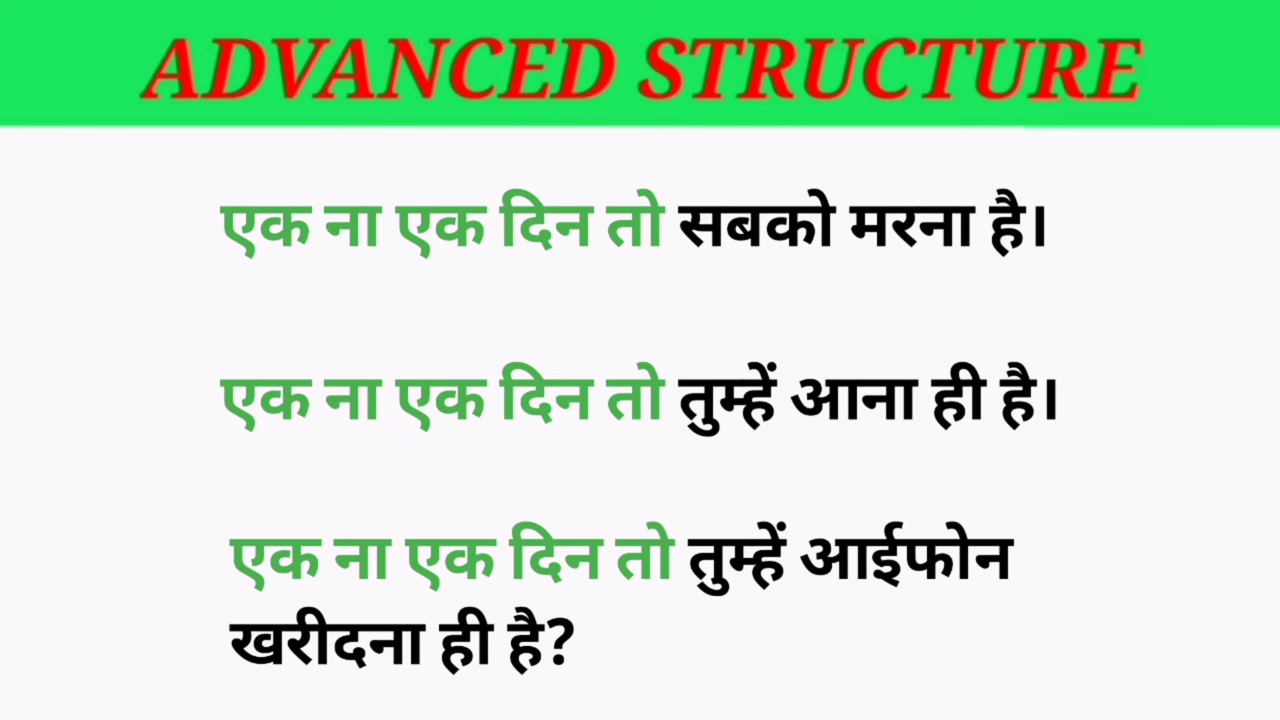 ADVANCED STRUCTURE
एक ना एक दिन तो सबको मरना है।
एक ना एक दिन तो तुम्हें आना ही है।
एक ना एक दिन तो तुम्हें आईफोन
खरीदना ही है?